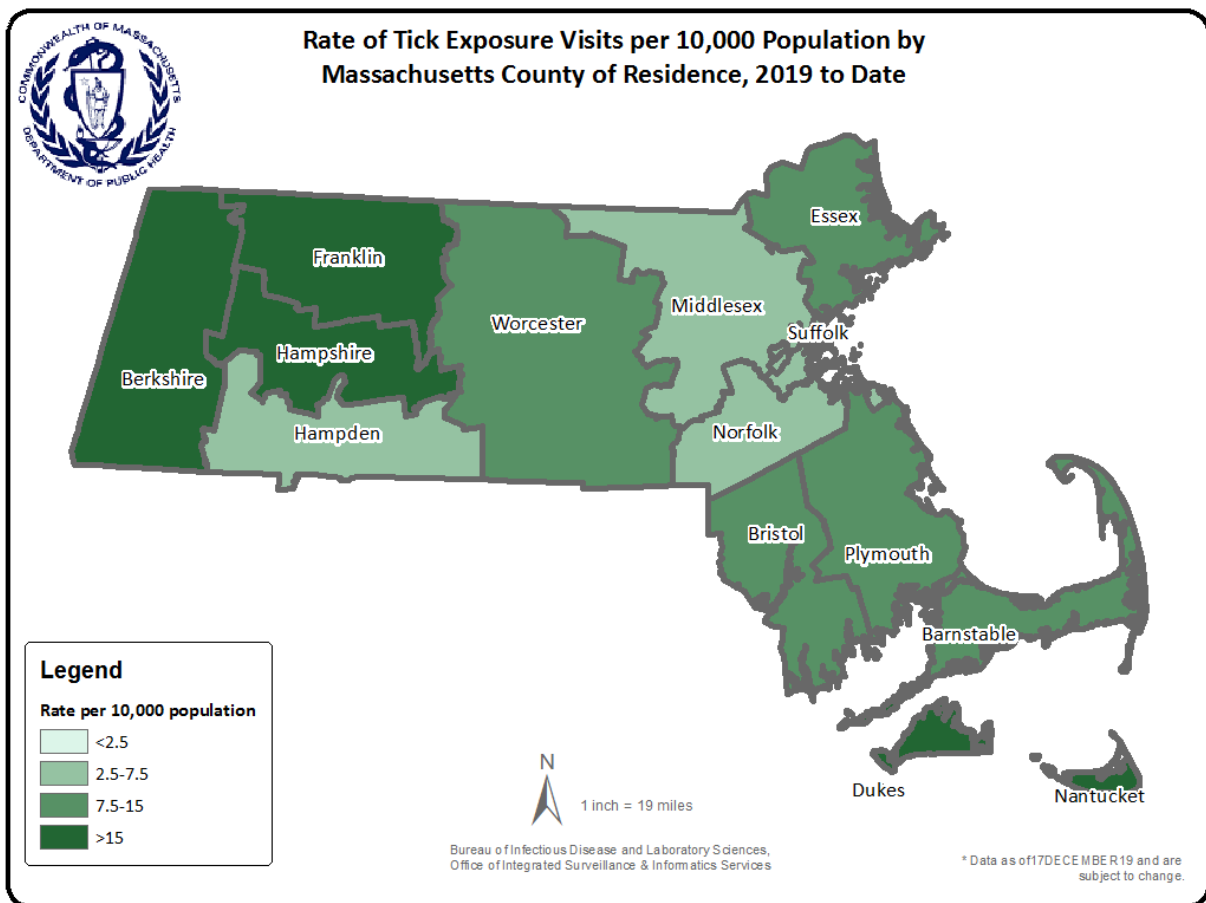 COMMONWEALTH OF MASSACHUSETTS
DEPARTMENT OF PUBLIC HEALTH
Rate of Tick Exposure Visits per 10,000 Population by
Massachusetts County of Residence, 2019 to Date
Essex
Franklin
Middlesex
Worcester
Suffolk
Hampshire
Berkshire
Hampden
Norfolk
Bristol
Plymouth
Barnstable
Dukes
Nantucket
Legend
Rate per 10,000 population
<2.5
2.5-7.5
7.5-15
>15
N
1 inch = 19 miles
Bureau of Infectious Disease and Laboratory Sciences,
Office of Integrated Surveillance & Informatics Services
* Data as of17DECEMBER19 and are
subject to change.